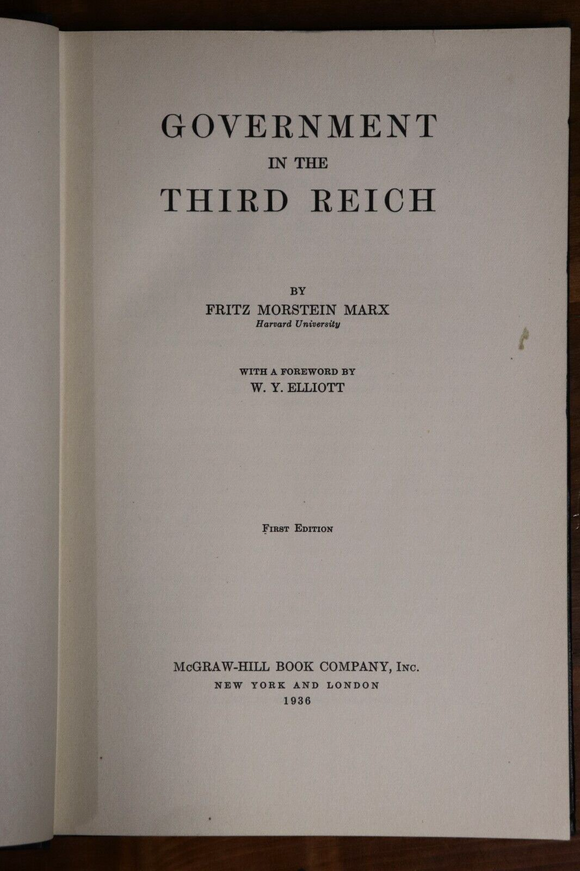 GOVERNMENT
IN THE
THIRD REICH
BY
FRITZ MORSTEIN MARX
Harvard University
WITH A FOREWORD BY
W. Y. ELLIOTT
First Edition
McGRAW-HILL BOOK COMPANY, Inc.
NEW YORK AND LONDON
1936